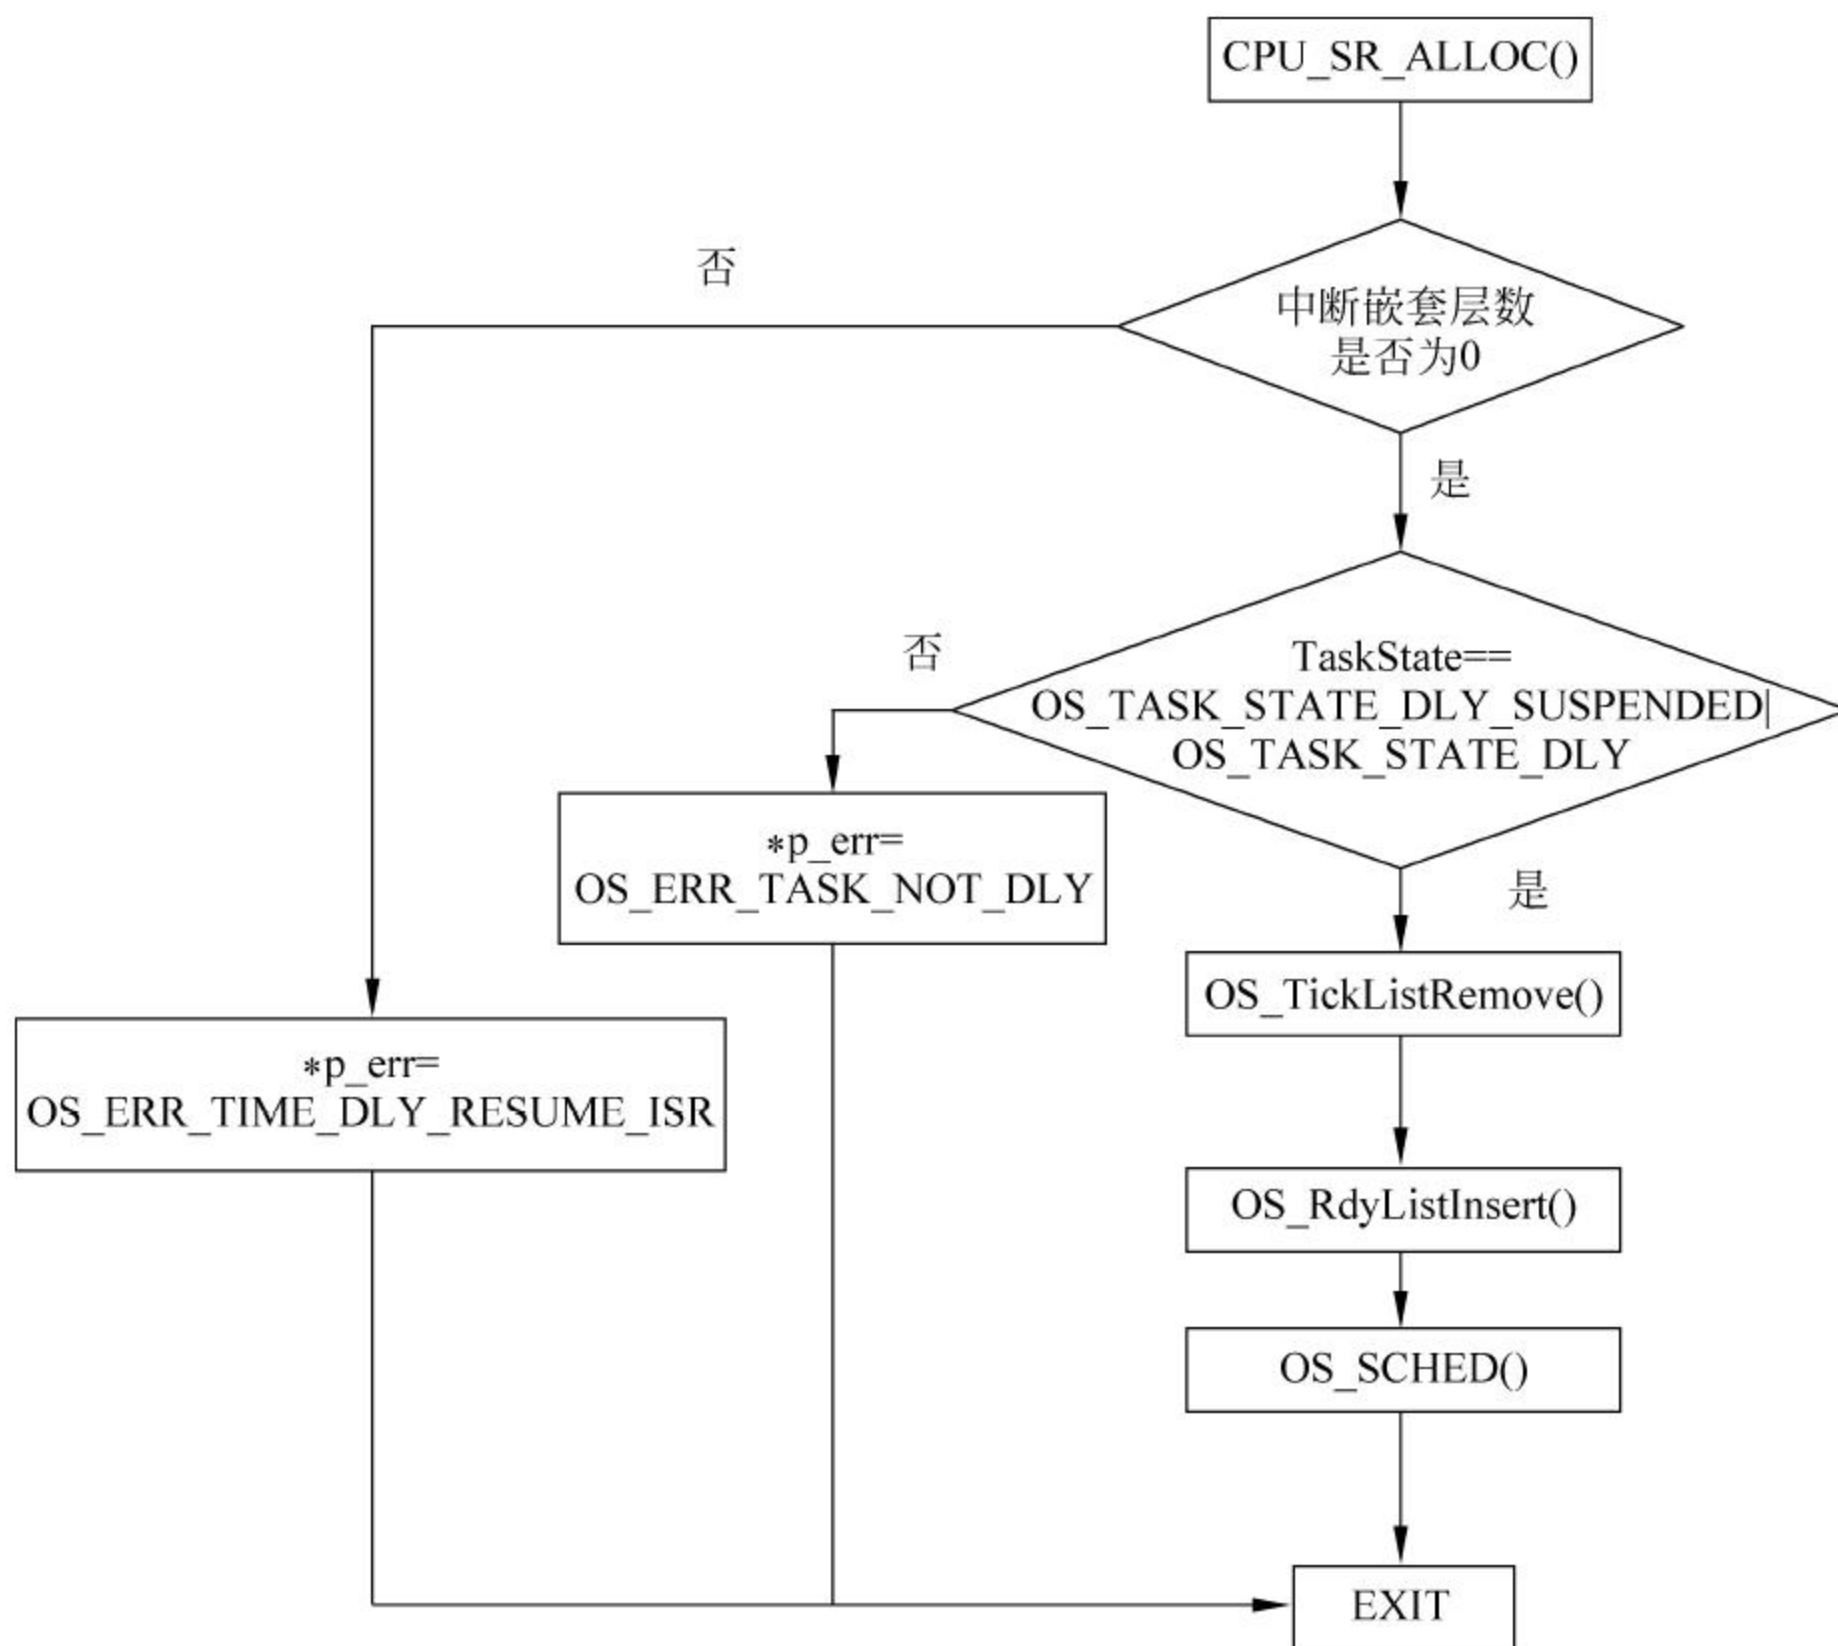 CPU_SR_ALLOC()
否
中断嵌套层数
是否为0
是
否
TaskState==
OS_TASK_STATE_DLY_SUSPENDED|
OS_TASK_STATE_DLY
*p_err=
OS_ERR_TASK_NOT_DLY
是
OS_TickListRemove()
*p_err=
OS_ERR_TIME_DLY_RESUME_ISR
OS_RdyListInsert()
OS_SCHED()
EXIT